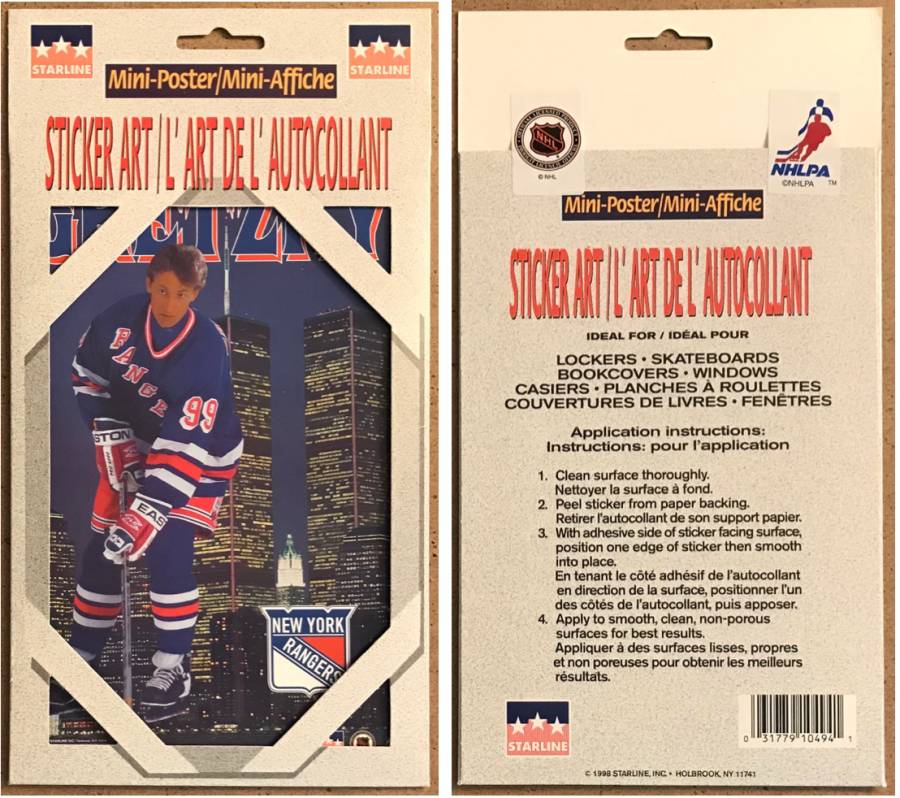 STARLINE
STARLINE
Mini-Poster/Mini-Affiche
STICKER ART/L' ART DE L' AUTOCOLLANT
RANGE
99
STON
EAS
NEW YORK
RANGERS
NHL
© NHL
NHLPA
©NHLPA TM
Mini-Poster/Mini-Affiche
STICKER ART/L' ART DE L' AUTOCOLLANT
IDEAL FOR / IDÉAL POUR
LOCKERS • SKATEBOARDS
BOOKCOVERS • WINDOWS
CASIERS • PLANCHES À ROULETTES
COUVERTURES DE LIVRES • FENÊTRES
Application instructions:
Instructions: pour l'application
1. Clean surface thoroughly.
Nettoyer la surface à fond.
2. Peel sticker from paper backing.
Retirer l'autocollant de son support papier.
3. With adhesive side of sticker facing surface,
position one edge of sticker then smooth
into place.
En tenant le côté adhésif de l'autocollant
en direction de la surface, positionner l'un
des côtés de l'autocollant, puis apposer.
4. Apply to smooth, clean, non-porous
surfaces for best results.
Appliquer à des surfaces lisses, propres
et non poreuses pour obtenir les meilleurs
résultats.
STARLINE
0 31779 10494 1
© 1998 STARLINE, INC. • HOLBROOK, NY 11741